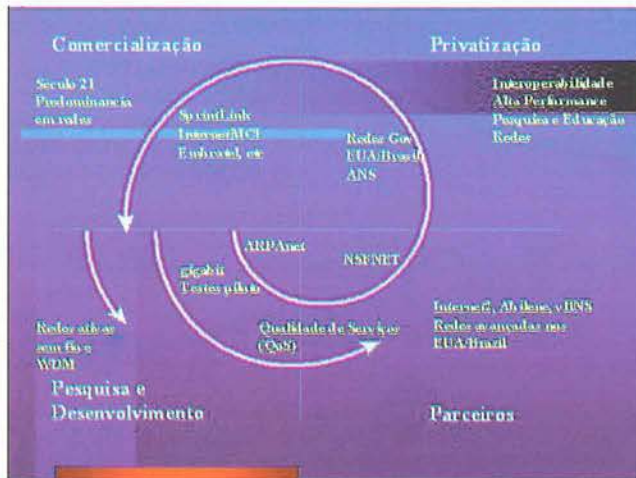 Comercialização
Privatização
Século 21
Predominancia
em redes
SprintLink
InternetMCI
Embratel, etc
Redes Gov
EUA/Brasil
ANS
Interoperabilidade
Alta Performance
Pesquisa e Educação
Redes
ARPAnet
NSFNET
gigabit
Testes piloto
Qualidade de Serviços
(QoS)
Internet2, Abilene, vBNS
Redes avançadas nos
EUA/Brazil
Redes ativas
sem fio e
WDM
Pesquisa e
Desenvolvimento
Parceiros